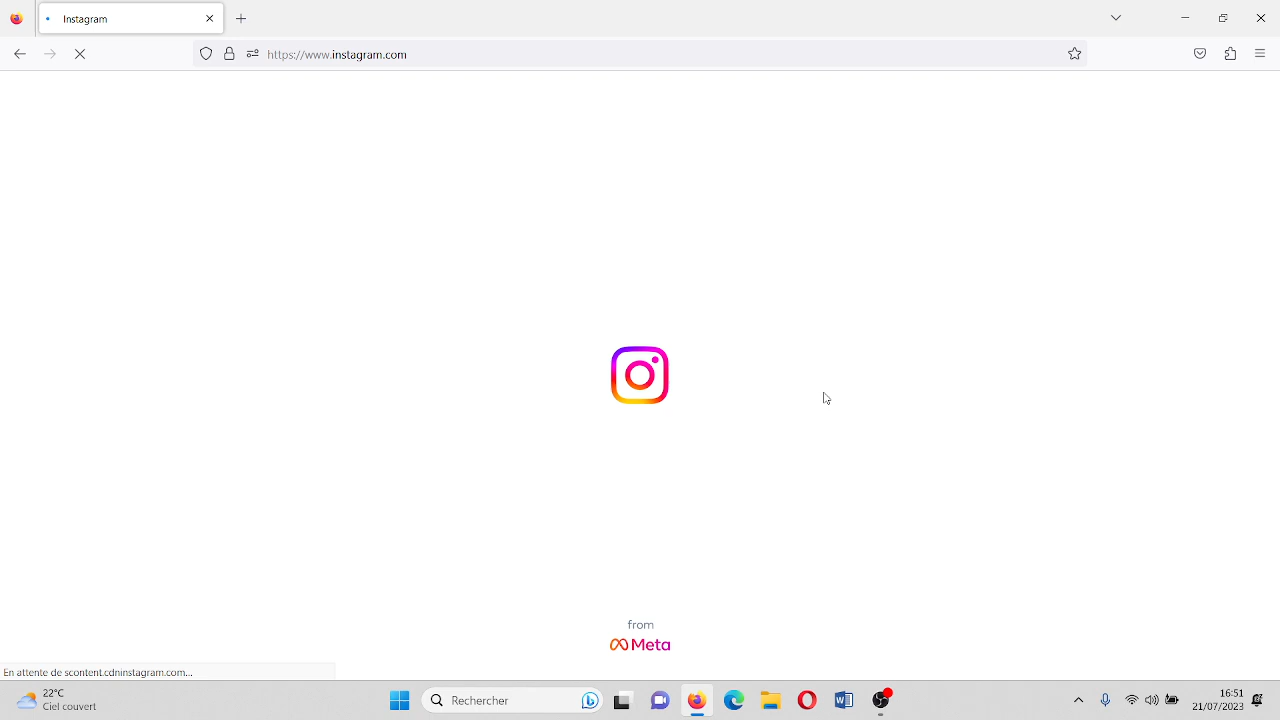 Instagram
https://www.instagram.com
from
Meta
En attente de scontent.cdninstagram.com...
22°C
Ciel couvert
Rechercher
16:51
21/07/2023